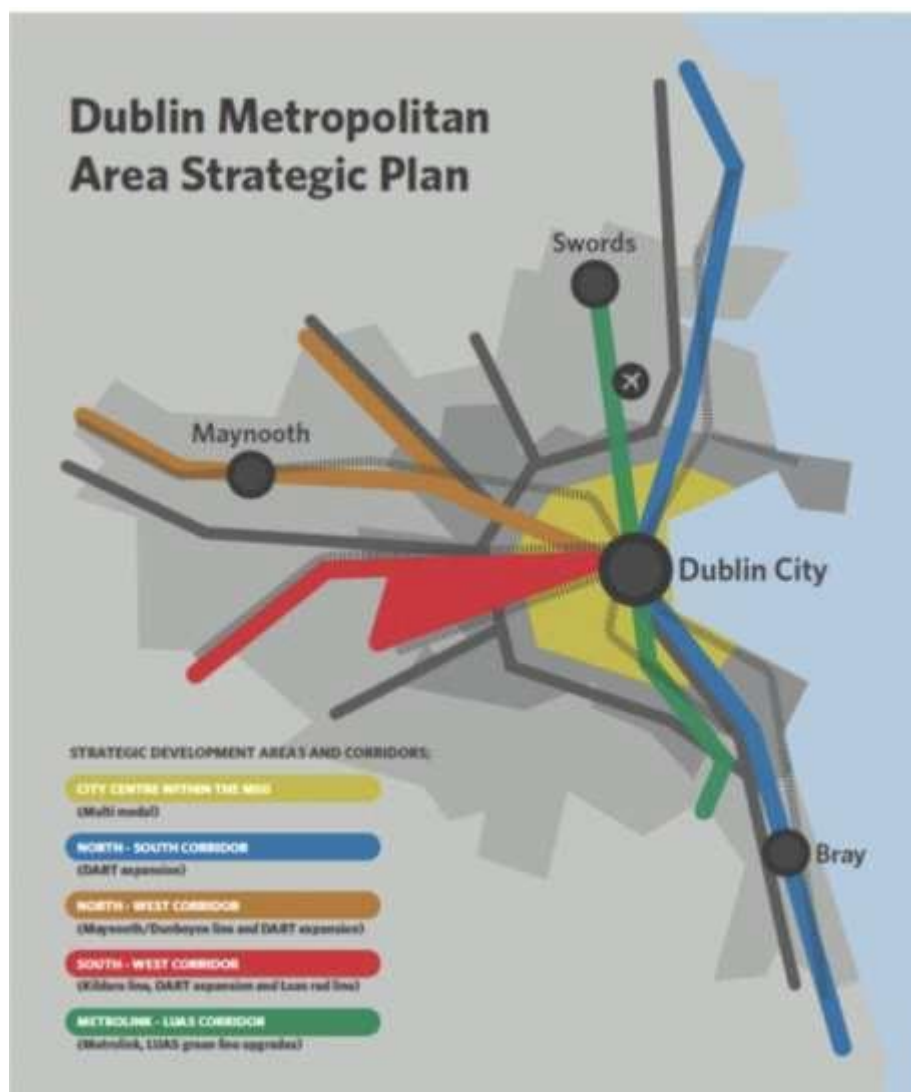 Dublin Metropolitan
Area Strategic Plan
Swords
Maynooth
Dublin City
Bray
STRATEGIC DEVELOPMENT AREAS AND CORRIDORS;
CITY CENTRE WITHIN THE M50
(Multi modal)
NORTH - SOUTH CORRIDOR
(DART expansion)
NORTH - WEST CORRIDOR
(Maynooth/Dunboyne line and DART expansion)
SOUTH - WEST CORRIDOR
(Kildare line, DART expansion and Luas red line)
METROLINK - LUAS CORRIDOR
(Metrolink, LUAS green line upgrades)